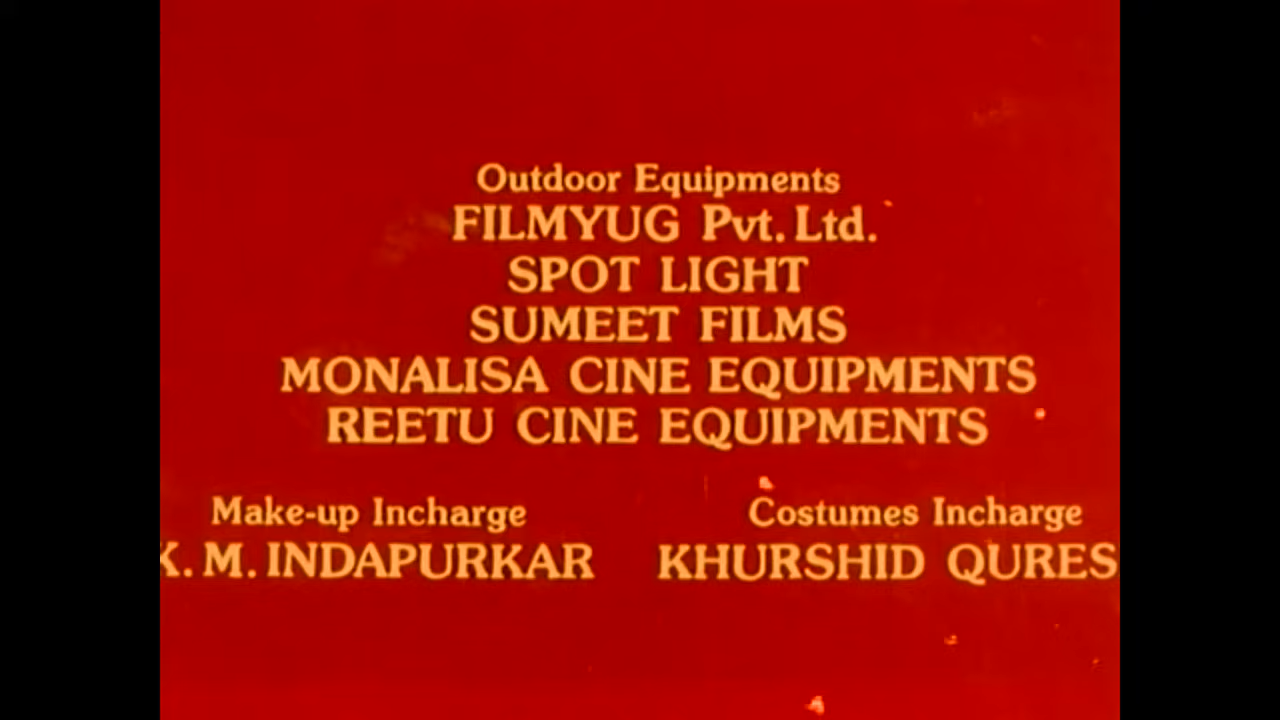 Outdoor Equipments
FILMYUG Pvt. Ltd.
SPOT LIGHT
SUMEET FILMS
MONALISA CINE EQUIPMENTS
REETU CINE EQUIPMENTS
Make-up Incharge Costumes Incharge
K. M. INDAPURKAR KHURSHID QURES